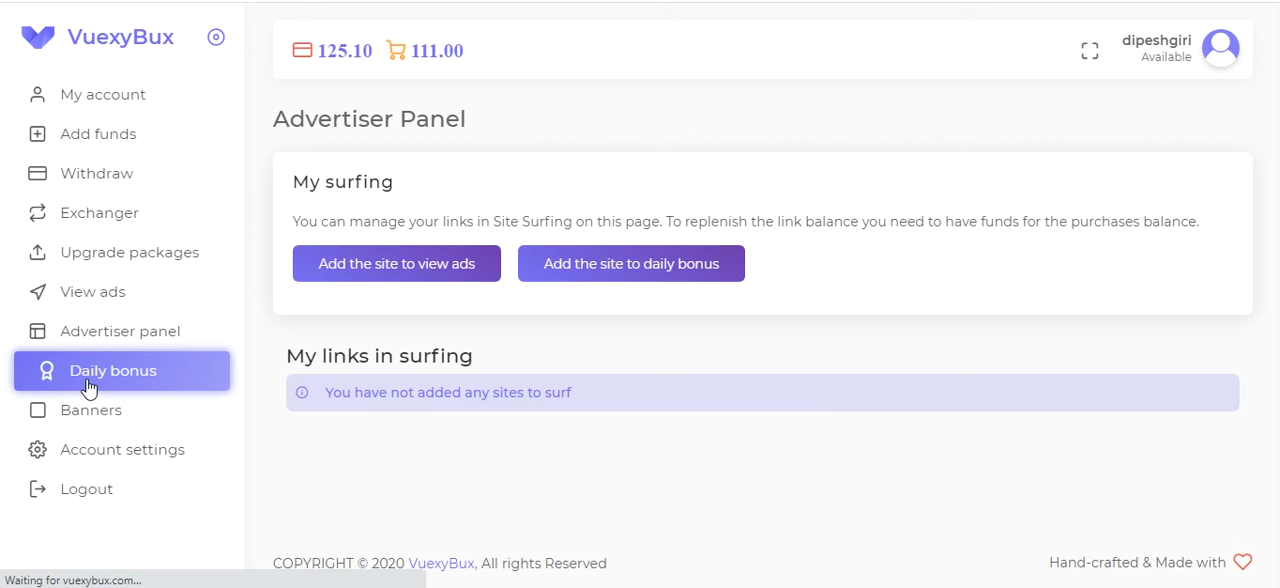 VuexyBux
My account
Add funds
Withdraw
Exchanger
Upgrade packages
View ads
Advertiser panel
Daily bonus
Banners
Account settings
Logout
125.10 111.00
dipeshgiri
Available
Advertiser Panel
My surfing
You can manage your links in Site Surfing on this page. To replenish the link balance you need to have funds for the purchases balance.
Add the site to view ads Add the site to daily bonus
My links in surfing
You have not added any sites to surf
COPYRIGHT © 2020 VuexyBux, All rights Reserved
Hand-crafted & Made with
Waiting for vuexybux.com...